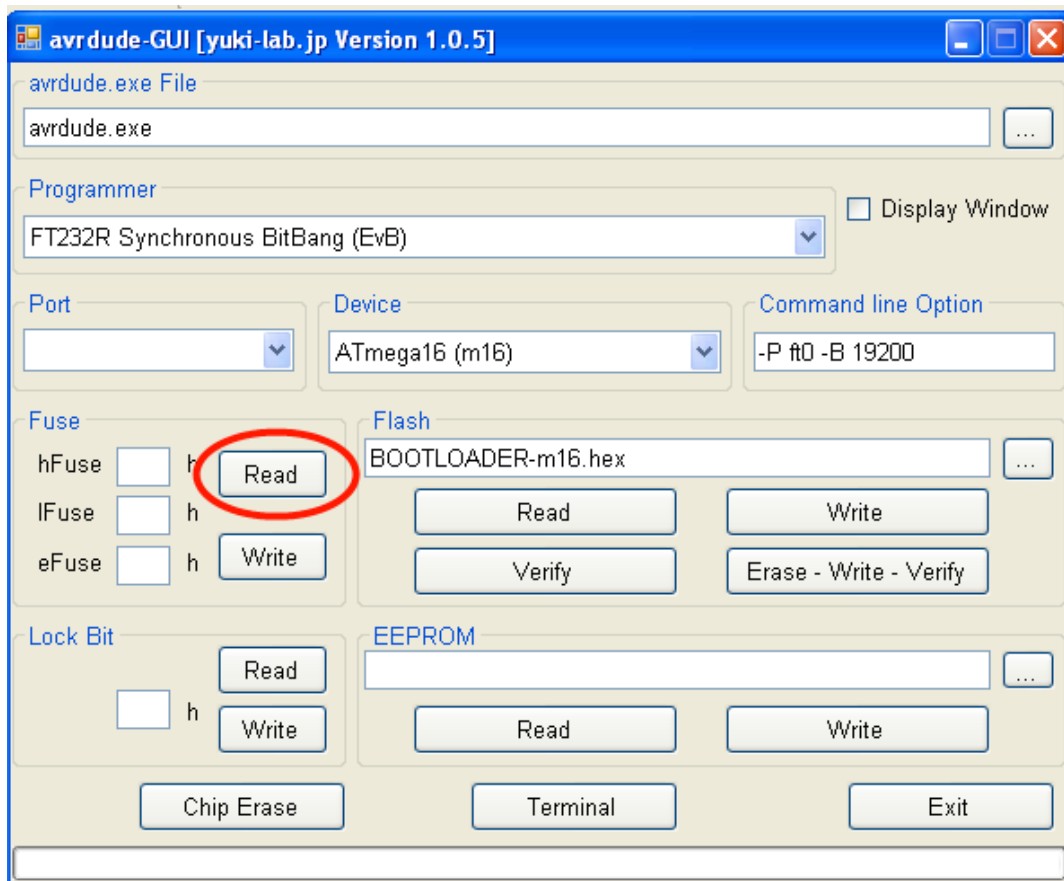 avrdude-GUI [yuki-lab.jp Version 1.0.5]
avrdude.exe File
avrdude.exe
...
Programmer
FT232R Synchronous BitBang (EvB)
Display Window
Port
Device
Command line Option
ATmega16 (m16)
-P ft0 -B 19200
Fuse
Flash
hFuse h Read
BOOTLOADER-m16.hex
...
lFuse h
Read
Write
eFuse h Write
Verify
Erase - Write - Verify
Lock Bit
EEPROM
Read
...
h Write
Read
Write
Chip Erase
Terminal
Exit